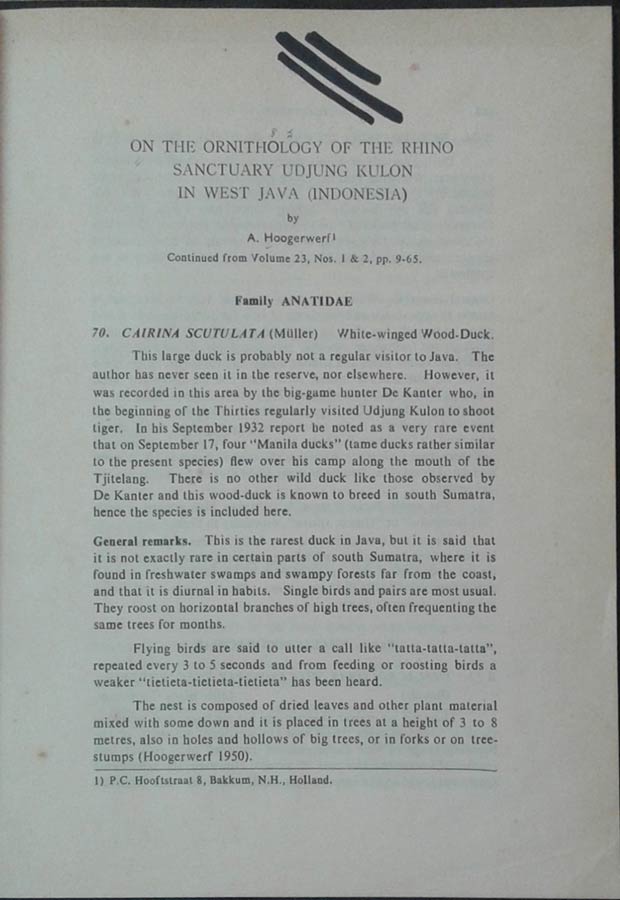 ON THE ORNITHOLOGY OF THE RHINO
SANCTUARY UDJUNG KULON
IN WEST JAVA (INDONESIA)
by
A. Hoogerwerf1
Continued from Volume 23, Nos. 1 & 2, pp. 9-65.
Family ANATIDAE
70. CAIRINA SCUTULATA (Müller) White-winged Wood-Duck.
This large duck is probably not a regular visitor to Java. The
author has never seen it in the reserve, nor elsewhere. However, it
was recorded in this area by the big-game hunter De Kanter who, in
the beginning of the Thirties regularly visited Udjung Kulon to shoot
tiger. In his September 1932 report he noted as a very rare event
that on September 17, four "Manila ducks" (tame ducks rather similar
to the present species) flew over his camp along the mouth of the
Tjitelang. There is no other wild duck like those observed by
De Kanter and this wood-duck is known to breed in south Sumatra,
hence the species is included here.
General remarks. This is the rarest duck in Java, but it is said that
it is not exactly rare in certain parts of south Sumatra, where it is
found in freshwater swamps and swampy forests far from the coast,
and that it is diurnal in habits. Single birds and pairs are most usual.
They roost on horizontal branches of high trees, often frequenting the
same trees for months.
Flying birds are said to utter a call like "tatta-tatta-tatta",
repeated every 3 to 5 seconds and from feeding or roosting birds a
weaker "tietieta-tietieta-tietieta" has been heard.
The nest is composed of dried leaves and other plant material
mixed with some down and it is placed in trees at a height of 3 to 8
metres, also in holes and hollows of big trees, or in forks or on tree-
stumps (Hoogerwerf 1950).
1) P.C. Hooftstraat 8, Bakkum, N.H., Holland.